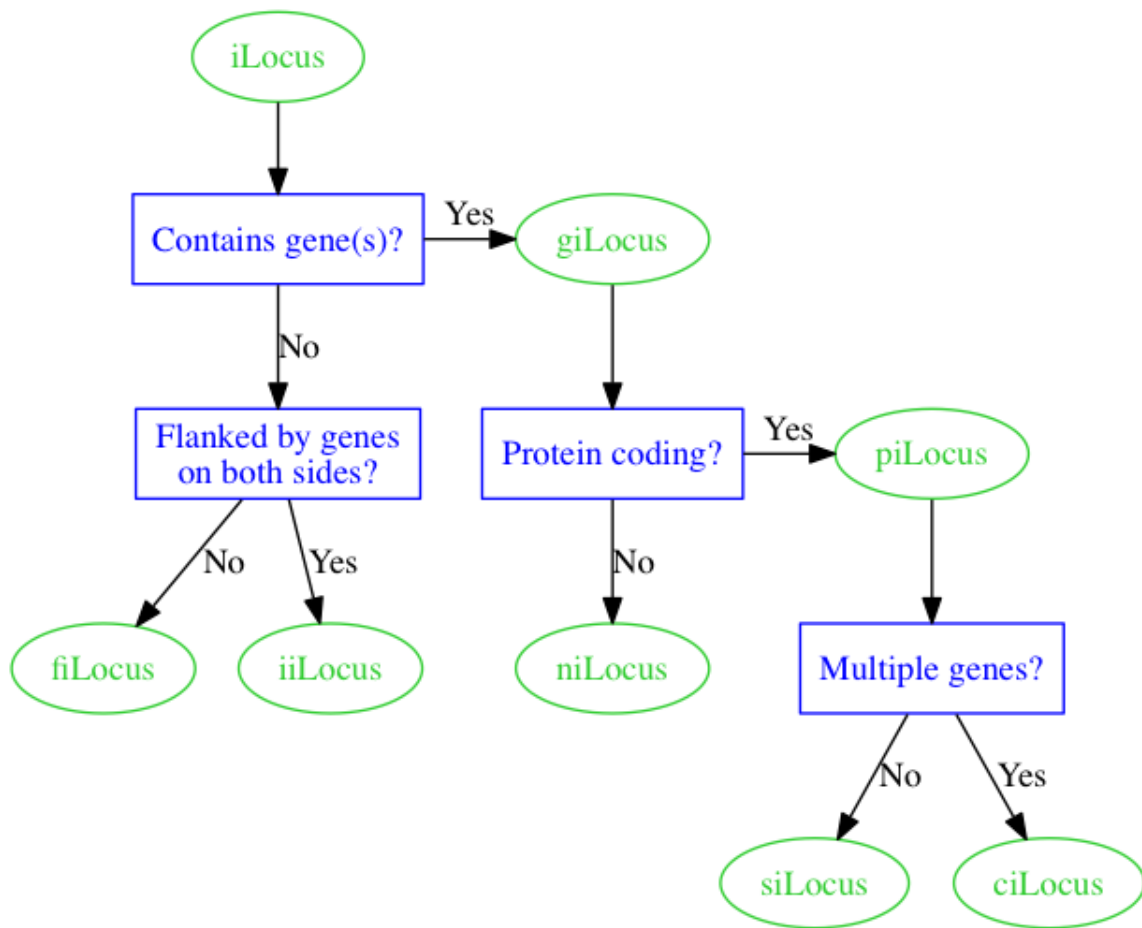 iLocus
Contains gene(s)?
Yes
giLocus
No
Flanked by genes
on both sides?
Protein coding?
Yes
piLocus
No
Yes
No
fiLocus
iiLocus
niLocus
Multiple genes?
No
Yes
siLocus
ciLocus